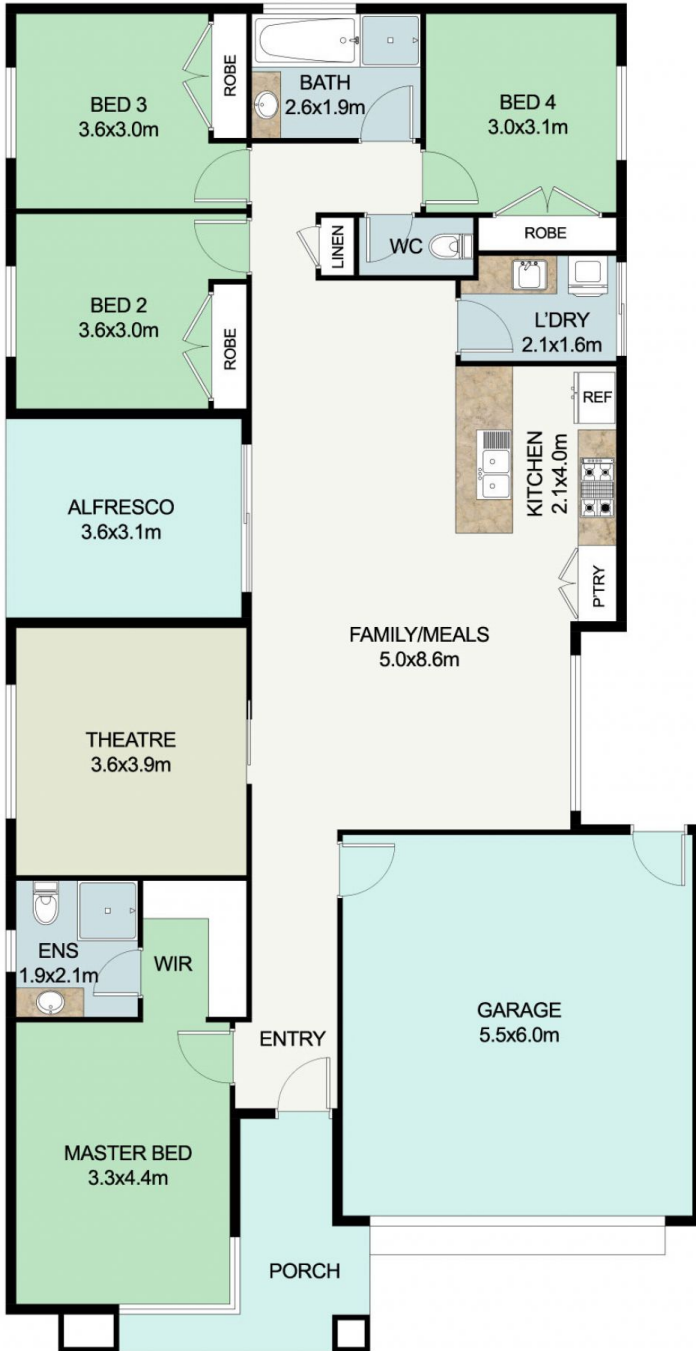 BED 3
3.6x3.0m
ROBE
BATH
2.6x1.9m
BED 4
3.0x3.1m
ROBE
LINEN
WC
BED 2
3.6x3.0m
ROBE
L'DRY
2.1x1.6m
REF
KITCHEN
2.1x4.0m
P'TRY
ALFRESCO
3.6x3.1m
FAMILY/MEALS
5.0x8.6m
THEATRE
3.6x3.9m
ENS
1.9x2.1m
WIR
ENTRY
GARAGE
5.5x6.0m
MASTER BED
3.3x4.4m
PORCH